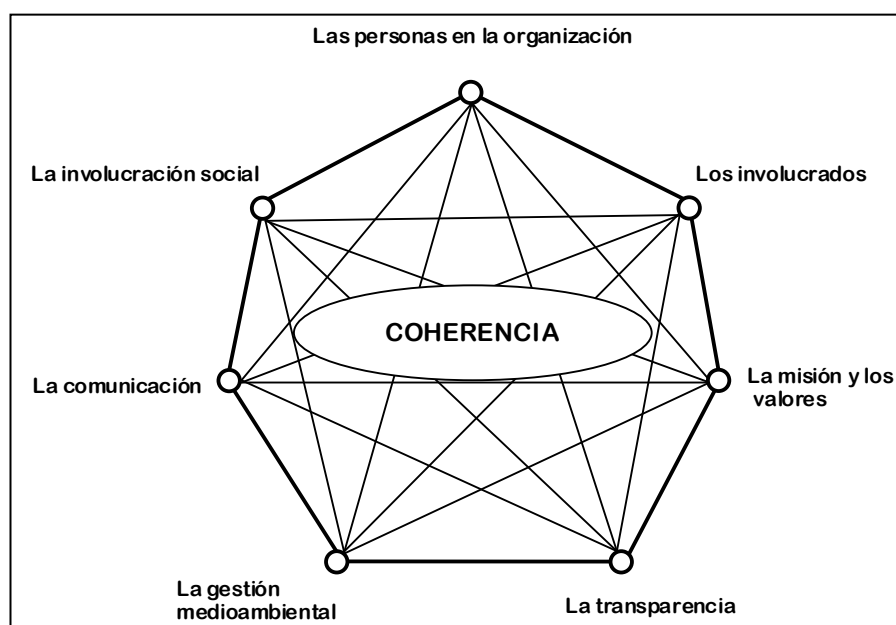 Las personas en la organización
La involucración social
Los involucrados
COHERENCIA
La comunicación
La misión y los
valores
La gestión
medioambiental
La transparencia